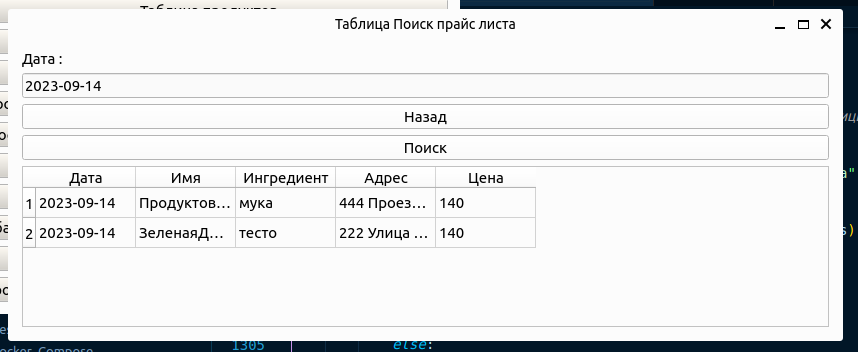 Таблица Поиск прайс листа
Дата :
2023-09-14
Назад
Поиск
Дата Имя Ингредиент Адрес Цена
1 2023-09-14 Продуктов... мука 444 Проез... 140
2 2023-09-14 ЗеленаяД... тесто 222 Улица ... 140
1305 else: